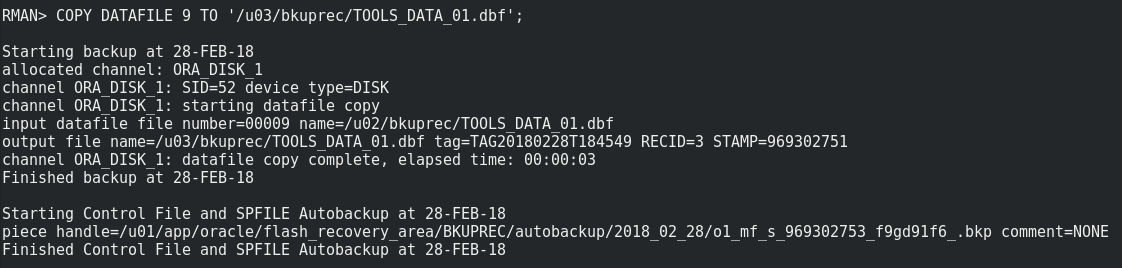 RMAN> COPY DATAFILE 9 TO '/u03/bkuprec/TOOLS_DATA_01.dbf';
Starting backup at 28-FEB-18
allocated channel: ORA_DISK_1
channel ORA_DISK_1: SID=52 device type=DISK
channel ORA_DISK_1: starting datafile copy
input datafile file number=00009 name=/u02/bkuprec/TOOLS_DATA_01.dbf
output file name=/u03/bkuprec/TOOLS_DATA_01.dbf tag=TAG20180228T184549 RECID=3 STAMP=969302751
channel ORA_DISK_1: datafile copy complete, elapsed time: 00:00:03
Finished backup at 28-FEB-18
Starting Control File and SPFILE Autobackup at 28-FEB-18
piece handle=/u01/app/oracle/flash_recovery_area/BKUPREC/autobackup/2018_02_28/o1_mf_s_969302753_f9gd91f6_.bkp comment=NONE
Finished Control File and SPFILE Autobackup at 28-FEB-18